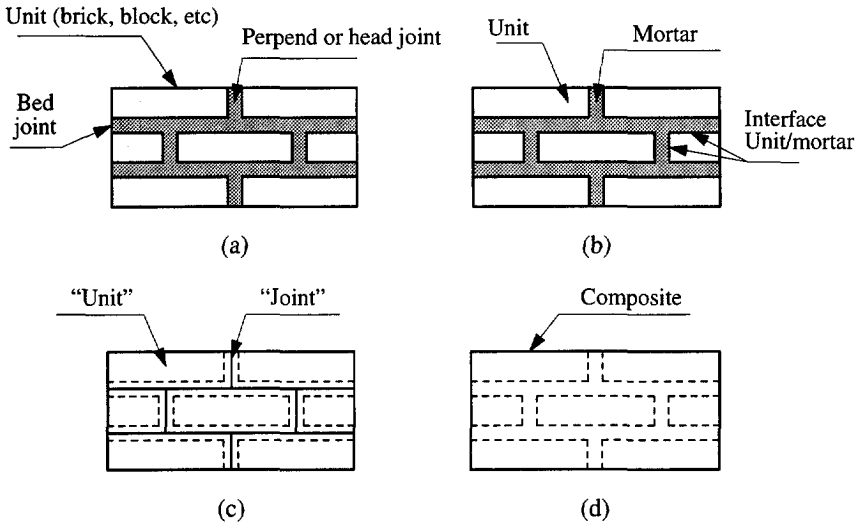 Unit (brick, block, etc)
Perpend or head joint
Bed
joint
(a)
Unit
Mortar
Interface
Unit/mortar
(b)
“Unit”
“Joint”
(c)
Composite
(d)